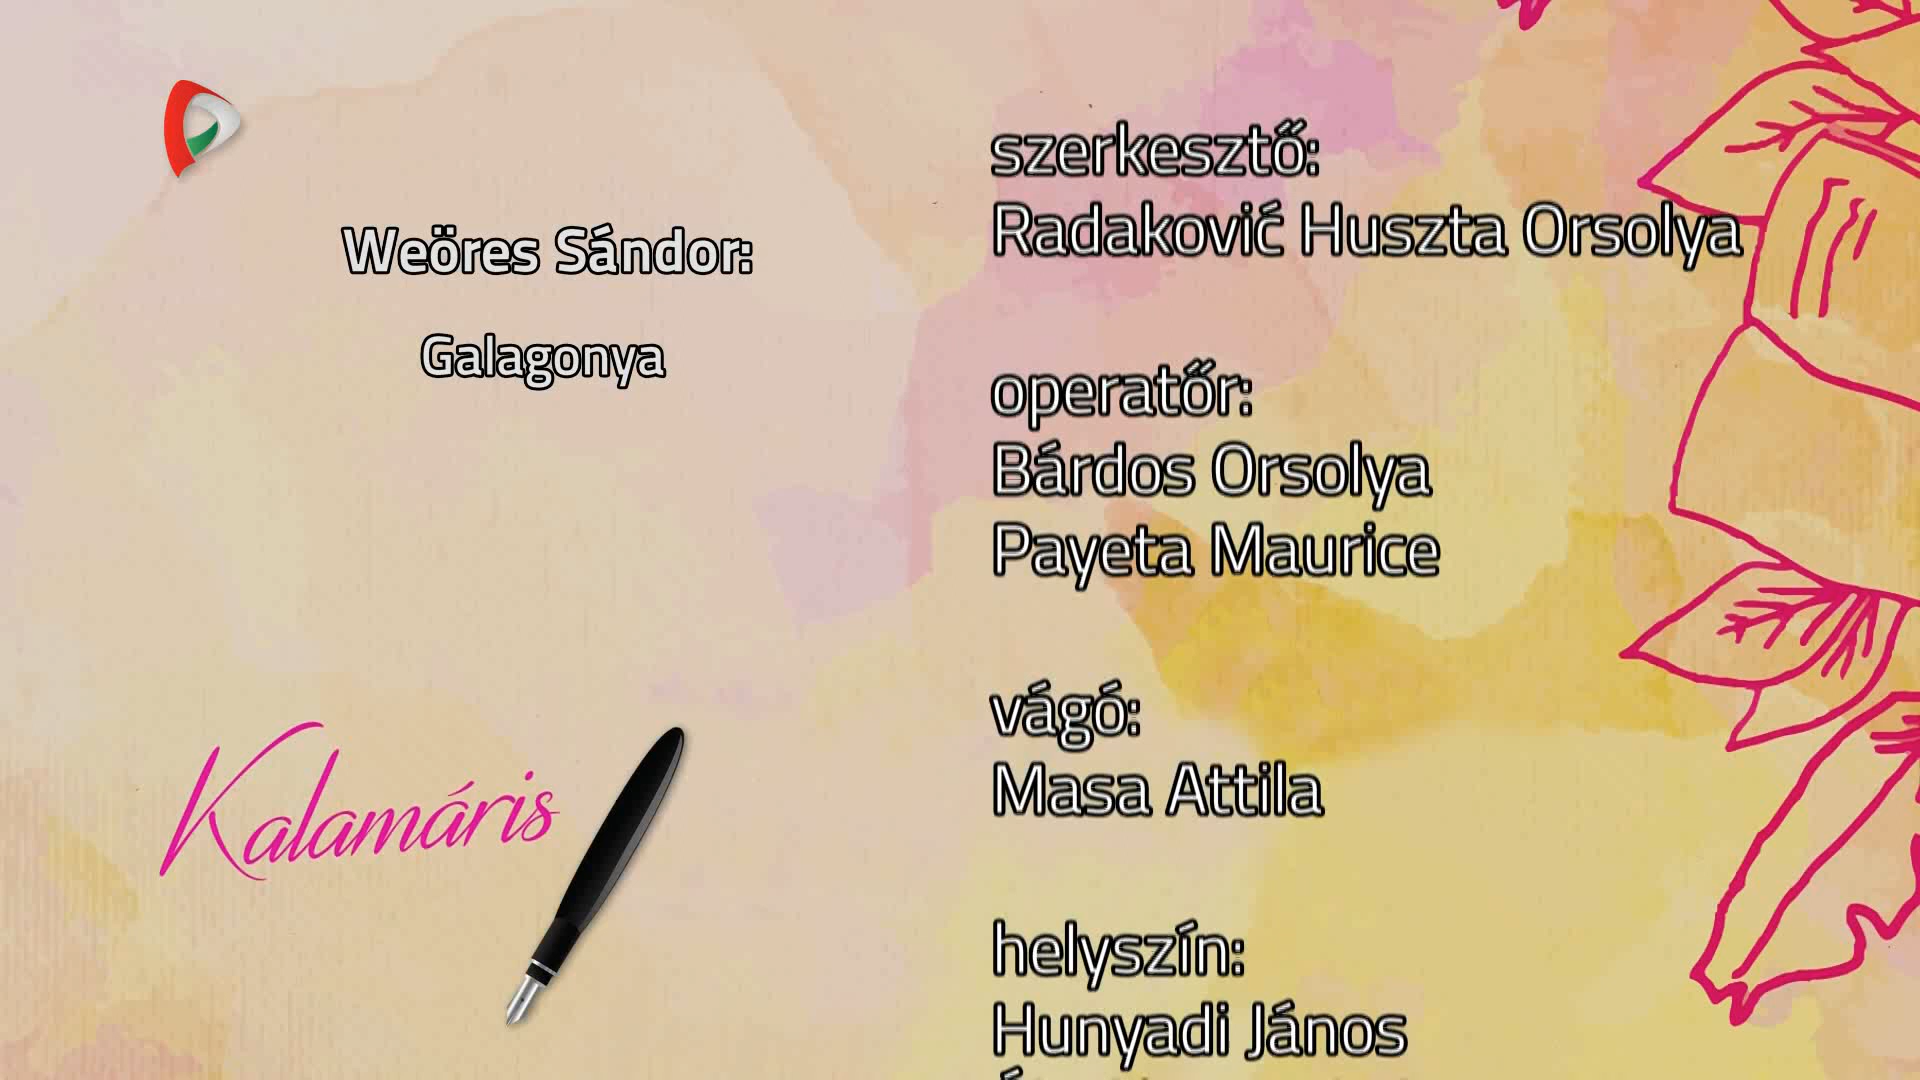 Weöres Sándor:
Galagonya
Kalamáris
szerkesztő:
Radaković Huszta Orsolya
operatőr:
Bárdos Orsolya
Payeta Maurice
vágó:
Masa Attila
helyszín:
Hunyadi János